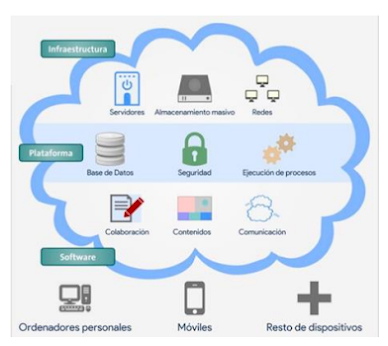 Infraestructura
Servidores Almacenamiento masivo Redes
Plataforma
Base de Datos Seguridad Ejecución de procesos
Colaboración Contenidos Comunicación
Software
Ordenadores personales Móviles Resto de dispositivos